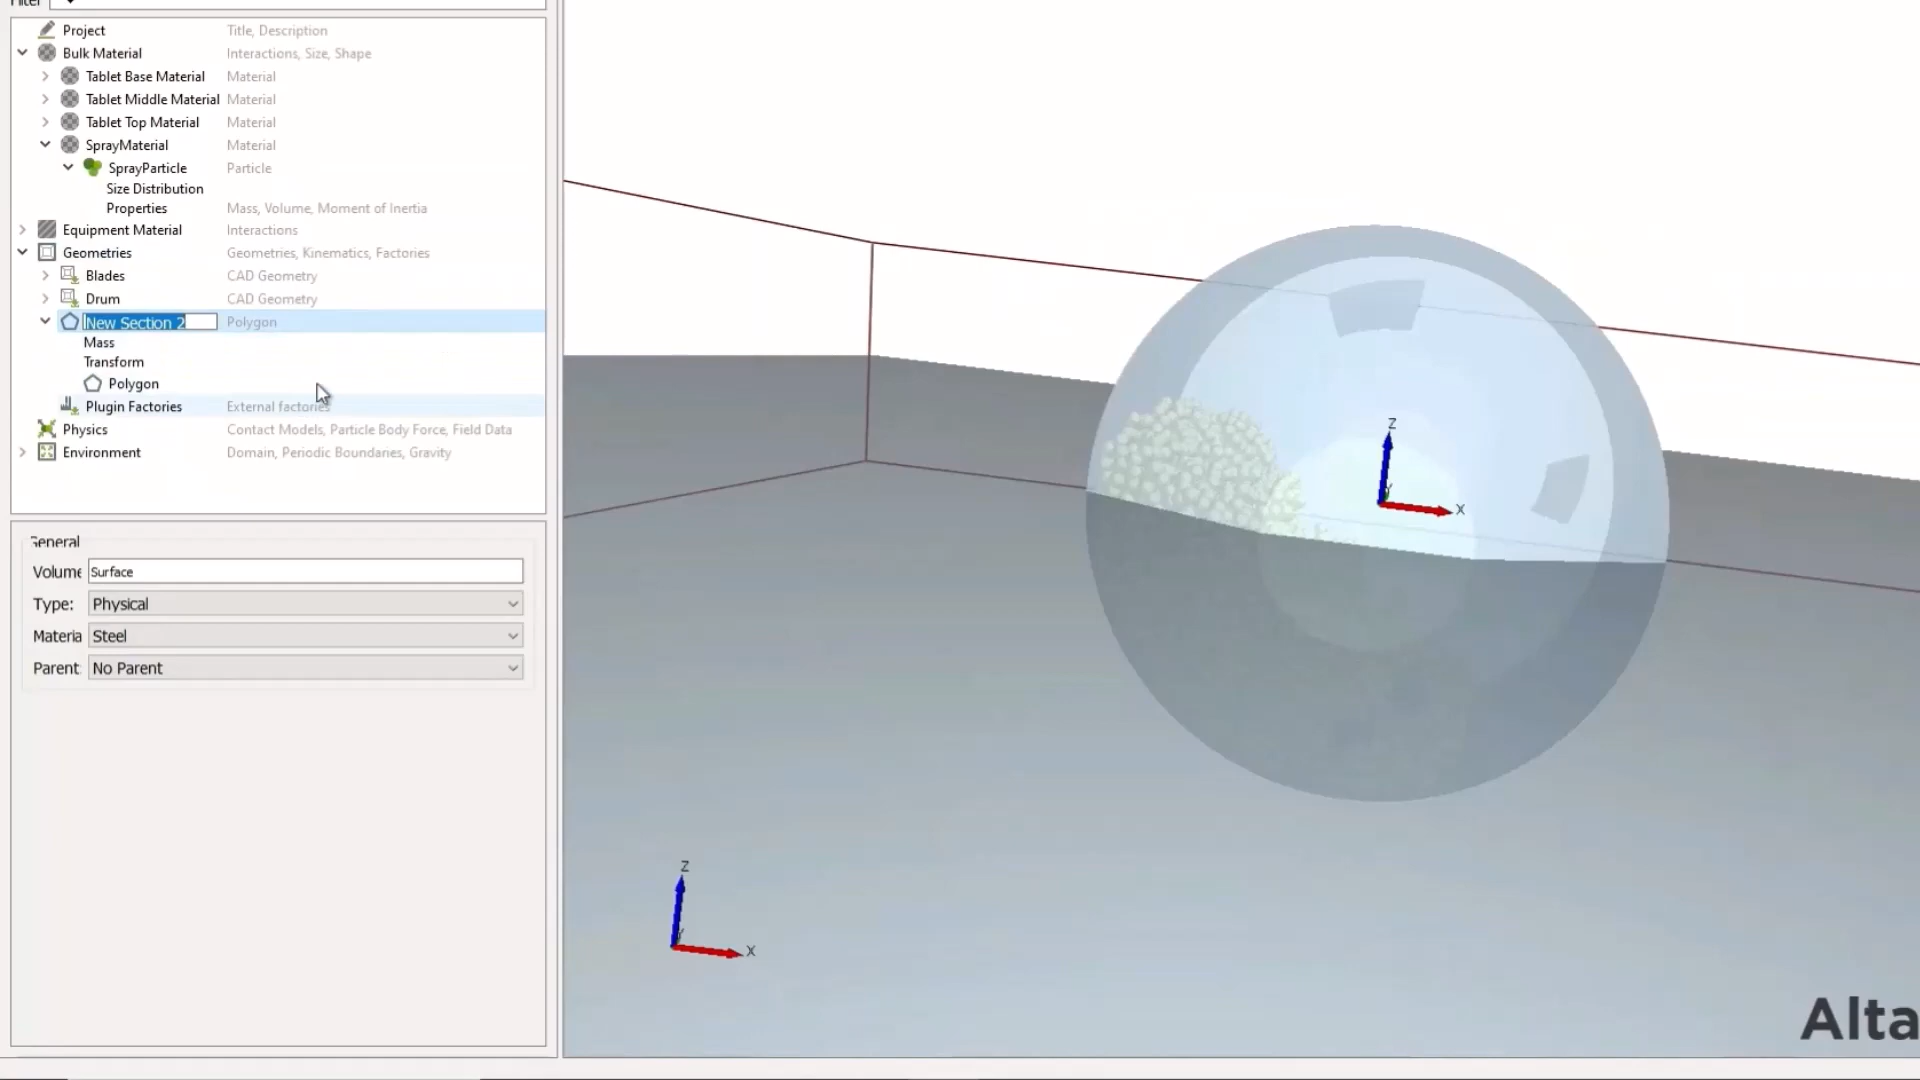 Filter
Project Title, Description
Bulk Material Interactions, Size, Shape
Tablet Base Material Material
Tablet Middle Material Material
Tablet Top Material Material
SprayMaterial Material
SprayParticle Particle
Size Distribution
Properties Mass, Volume, Moment of Inertia
Equipment Material Interactions
Geometries Geometries, Kinematics, Factories
Blades CAD Geometry
Drum CAD Geometry
New Section 2 Polygon
Mass
Transform
Polygon
Plugin Factories External factories
Physics Contact Models, Particle Body Force, Field Data
Environment Domain, Periodic Boundaries, Gravity
General
Volume Surface
Type: Physical
Materia Steel
Parent: No Parent
Z
Y
X
Z
Y
X
Alta